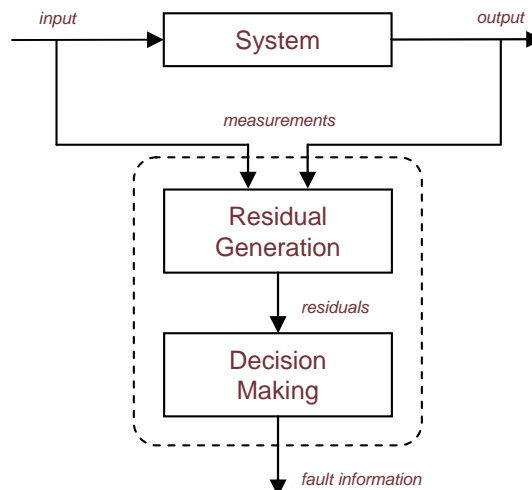 input
System
output
measurements
Residual
Generation
residuals
Decision
Making
fault information